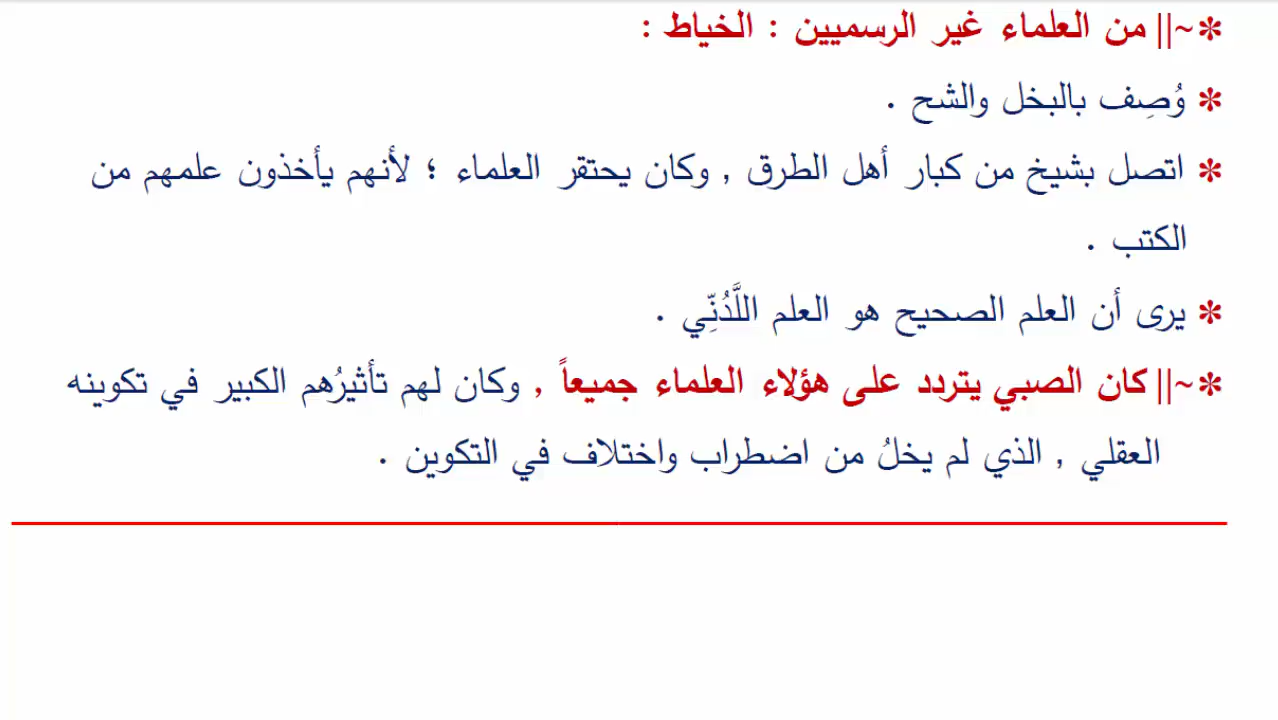 *~|| من العلماء غير الرسميين : الخياط :
* وُصِف بالبخل والشح .
* اتصل بشيخ من كبار أهل الطرق , وكان يحتقر العلماء ؛ لأنهم يأخذون علمهم من
الكتب .
* يرى أن العلم الصحيح هو العلم اللَّدُنِّي .
*~|| كان الصبي يتردد على هؤلاء العلماء جميعاً , وكان لهم تأثيرُهم الكبير في تكوينه
العقلي , الذي لم يخلُ من اضطراب واختلاف في التكوين .